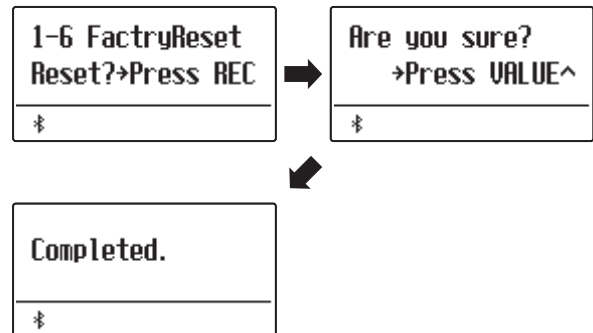 1-6 FactryReset
Reset?→Press REC
Are you sure?
→Press VALUE^
Completed.